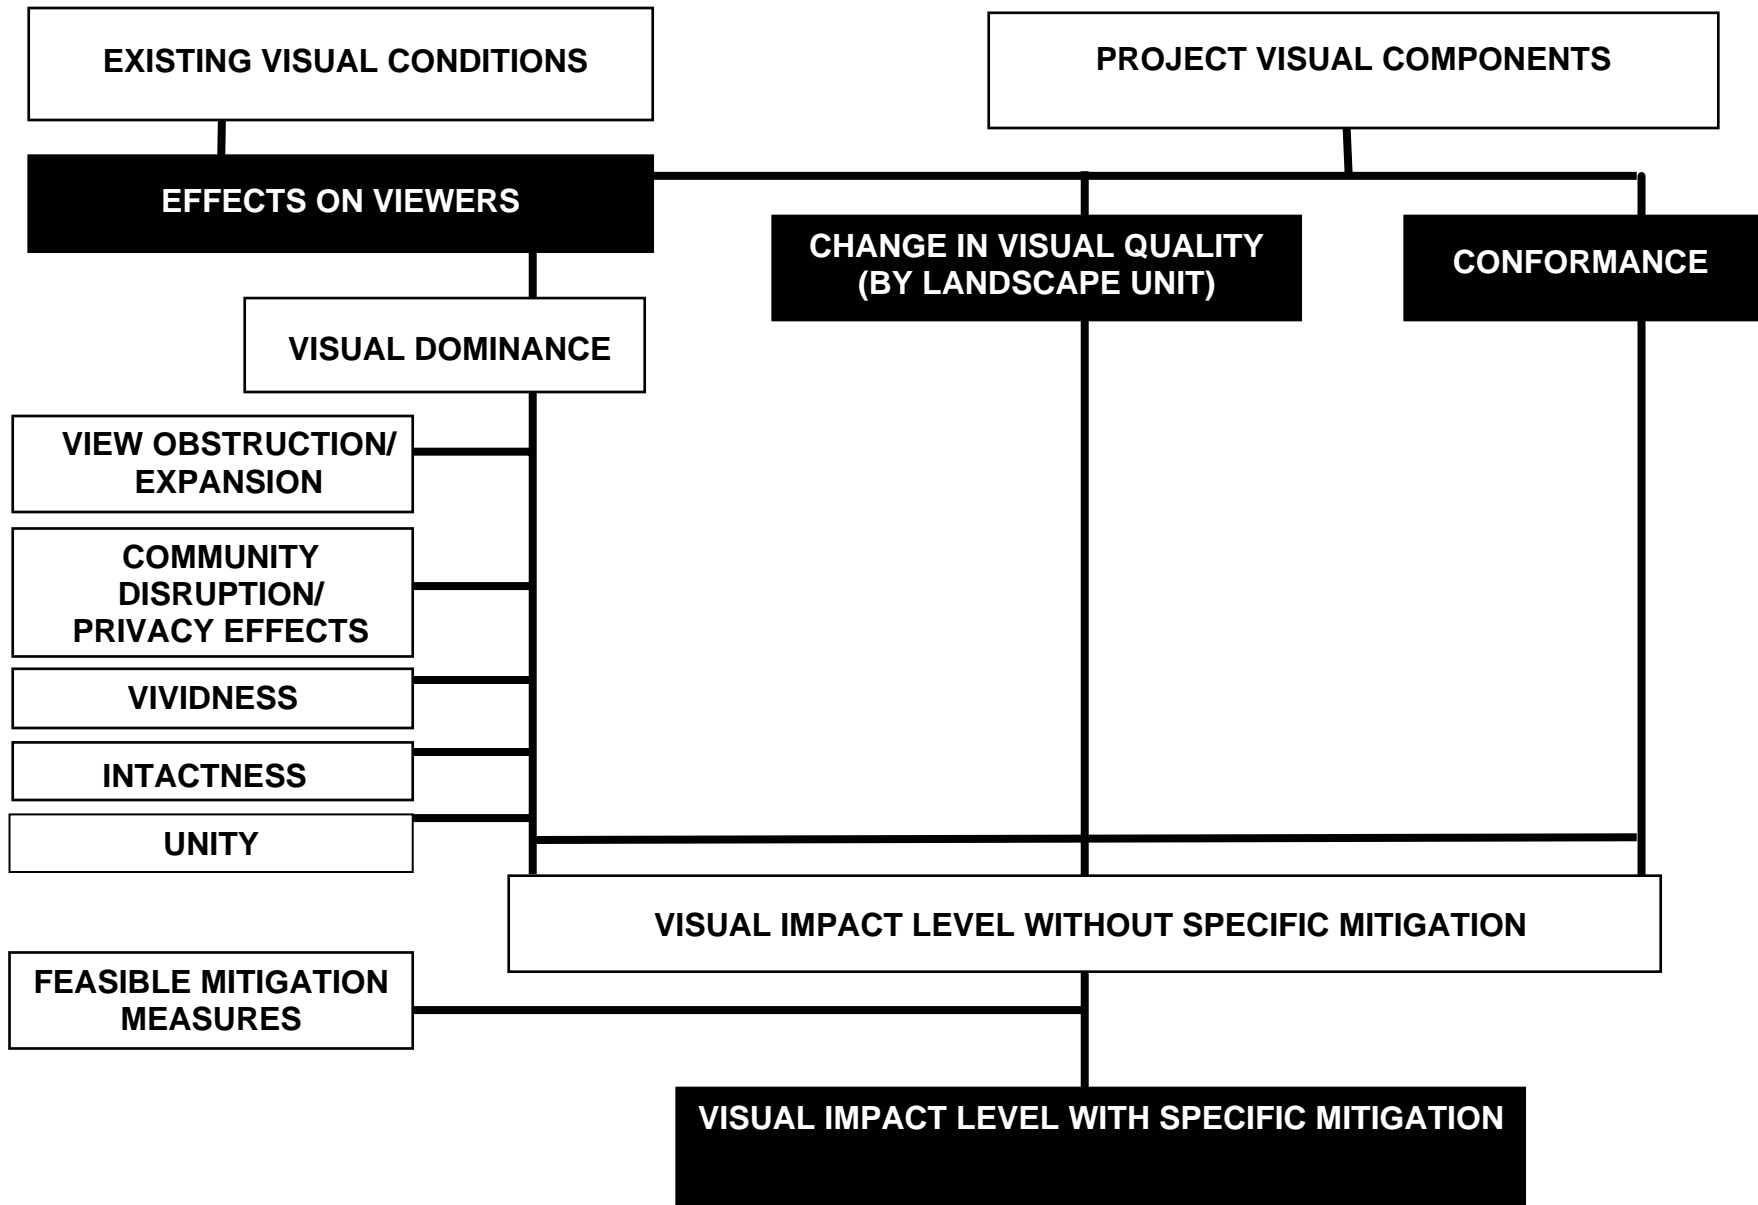 EXISTING VISUAL CONDITIONS
PROJECT VISUAL COMPONENTS
EFFECTS ON VIEWERS
CHANGE IN VISUAL QUALITY
(BY LANDSCAPE UNIT)
CONFORMANCE
VISUAL DOMINANCE
VIEW OBSTRUCTION/
EXPANSION
COMMUNITY
DISRUPTION/
PRIVACY EFFECTS
VIVIDNESS
INTACTNESS
UNITY
VISUAL IMPACT LEVEL WITHOUT SPECIFIC MITIGATION
FEASIBLE MITIGATION
MEASURES
VISUAL IMPACT LEVEL WITH SPECIFIC MITIGATION